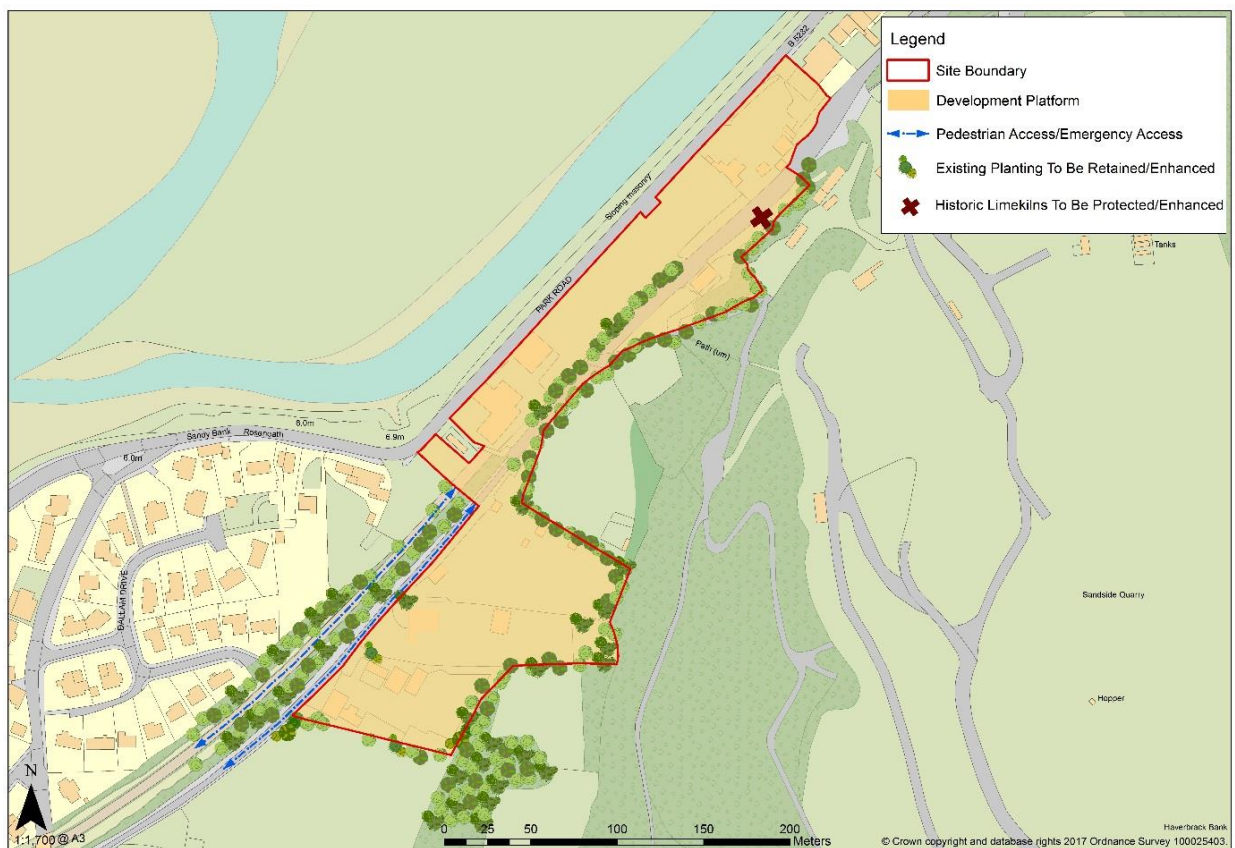 B 5282
Legend
Site Boundary
Development Platform
Pedestrian Access/Emergency Access
Existing Planting To Be Retained/Enhanced
Historic Limekilns To Be Protected/Enhanced
Sloping masonry
Tanks
PARK ROAD
Path (um)
8.0m
Sandy Bank
Rosengath
6.9m
6.0m
DALLAM DRIVE
Sandside Quarry
Hopper
N
1:1,700 @ A3
0 25 50 100 150 200
Meters
Haverbrack Bank
© Crown copyright and database rights 2017 Ordnance Survey 100025403.